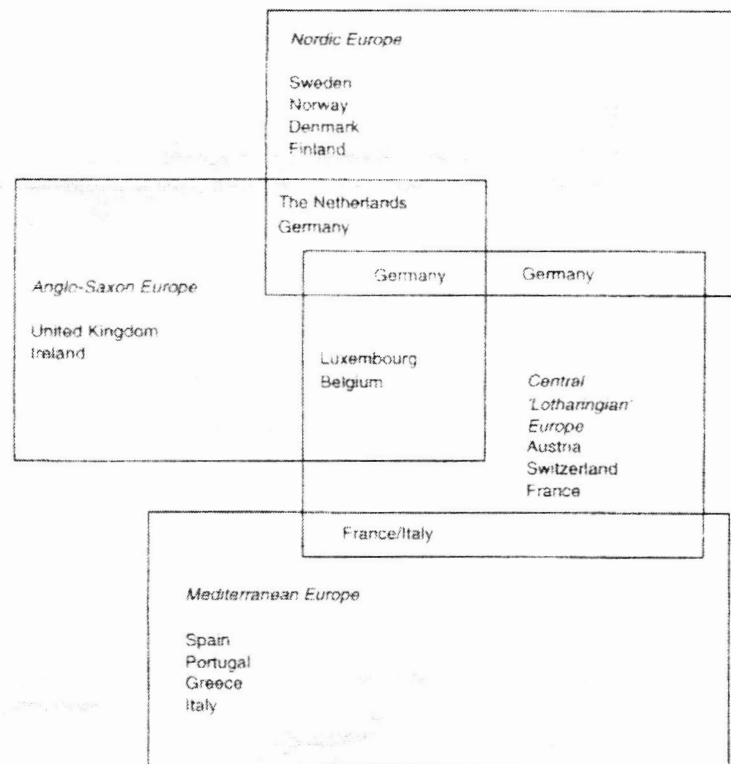 Nordic Europe
Sweden
Norway
Denmark
Finland
The Netherlands
Germany
Germany
Germany
Anglo-Saxon Europe
United Kingdom
Ireland
Luxembourg
Belgium
Central
'Lotharingian'
Europe
Austria
Switzerland
France
France/Italy
Mediterranean Europe
Spain
Portugal
Greece
Italy